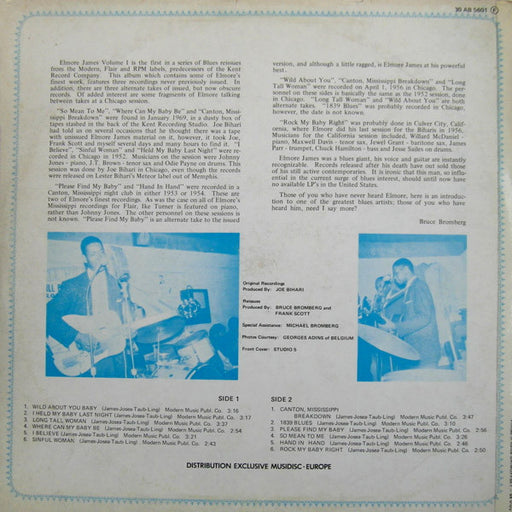 30 AB 5601
Elmore James Volume I is the first in a series of Blues reissues
from the Modern, Flair and RPM labels, predecessors of the Kent
Record Company. This album which contains some of Elmore's
finest work, features three recordings never previously issued. In
addition, there are three alternate takes of issued, but now obscure
records. Of added interest are some fragments of Elmore talking
between takes at a Chicago session.
"So Mean To Me", "Where Can My Baby Be" and "Canton, Missi-
ssippi Breakdown" were found in January 1969, in a dusty box, of
tapes stashed in the back of the Kent Recording Studio. Joe Bihari
had told us on several occasions that he thought there was a tape
with unissued Elmore James material on it, however, it took Joe,
Frank Scott and myself several days and many hours to find it. "I
Believe", "Sinful Woman" and "Held My Baby Last Night" were re-
corded in Chicago in 1952. Musicians on the session were Johnny
Jones - piano, J.T. Brown - tenor sax and Odie Payne on drums. This
session was done by Joe Bihari in Chicago, even though the records
were released on Lester Bihari's Meteor label out of Memphis.
"Please Find My Baby" and "Hand In Hand" were recorded in a
Canton, Mississippi night club in either 1953 or 1954. These are
two of Elmore's finest recordings. As was the case on all of Elmore's
Mississippi recordings for Flair, Ike Turner is featured on piano,
rather than Johnny Jones. The other personnel on these sessions is
not known. "Please Find My Baby" is an alternate take to the issued
version, and although a little ragged, is Elmore James at his powerful
best.
"Wild About You", "Canton, Mississippi Breakdown" and "Long
Tall Woman" were recorded on April 1, 1956 in Chicago. The per-
sonnel on these sides is basically the same as the 1952 session, done
in Chicago. "Long Tall Woman" and "Wild About You" are both
alternate takes. "1839 Blues" was probably recorded in Chicago,
however, the date is not known.
"Rock My Baby Right" was probably done in Culver City, Calif-
ornia, where Elmore did his last session for the Biharis in 1956.
Musicians for the California session included, Willard McDaniel -
piano, Maxwell Davis - tenor sax, Jewel Grant - baritone sax, James
Parr - trumpet, Chuck Hamilton - bass and Jesse Sailes on drums.
Elmore James was a blues giant, his voice and guitar are instantly
recognizable. Records released after his death have out sold those
of his still active contemporaries. It is ironic that this man, so influ-
ential in the current surge of blues interest, should until now have
no available LP's in the United States.
Those of you who have never heard Elmore, here is an introduc-
tion to one of the greatest blues artists; those of you who have
heard him, need I say more?
Bruce Bromberg
Original Recordings
Produced By: JOE BIHARI
Reissues
Produced By: BRUCE BROMBERG and
FRANK SCOTT
Special Assistance: MICHAEL BROMBERG
Photos Courtesy: GEORGES ADINS of BELGIUM
Front Cover: STUDIO 5
SIDE 1
1. WILD ABOUT YOU BABY (James-Josea-Taub-Ling) Modern Music Publ. Co. 3:16
2. I HELD MY BABY LAST NIGHT (James-Josea-Taub-Ling) Modern Music Publ. Co. 3:37
3. LONG TALL WOMAN (James-Josea-Taub-Ling) Modern Music Publ. Co. 3:37
4. WHERE CAN MY BABY BE (James-Josea-Taub-Ling) Modern Music Publ. Co. 2:54
5. I BELIEVE (James-Josea-Taub-Ling) Modern Music Publ. Co. 3:21
6. SINFUL WOMAN (James-Josea-Taub-Ling) Modern Music Publ. Co. 2:43
SIDE 2
1. CANTON, MISSISSIPPI
BREAKDOWN (James-Josea-Taub-Ling) Modern Music Publ. Co. 3:47
2. 1839 BLUES (James-Josea-Taub-Ling) Modern Music Publ. Co. 3:10
3. PLEASE FIND MY BABY (James-Josea-Taub-Ling) Modern Music Publ. Co. 2:56
4. SO MEAN TO ME (James-Josea-Taub-Ling) Modern Music Publ. Co. 3:26
5. HAND IN HAND (James-Josea-Taub-Ling) Modern Music Publ. Co. 2:46
6. ROCK MY BABY RIGHT (James-Josea-Taub-Ling) Modern Music Publ. Co. 2:50
DISTRIBUTION EXCLUSIVE MUSIDISC - EUROPE